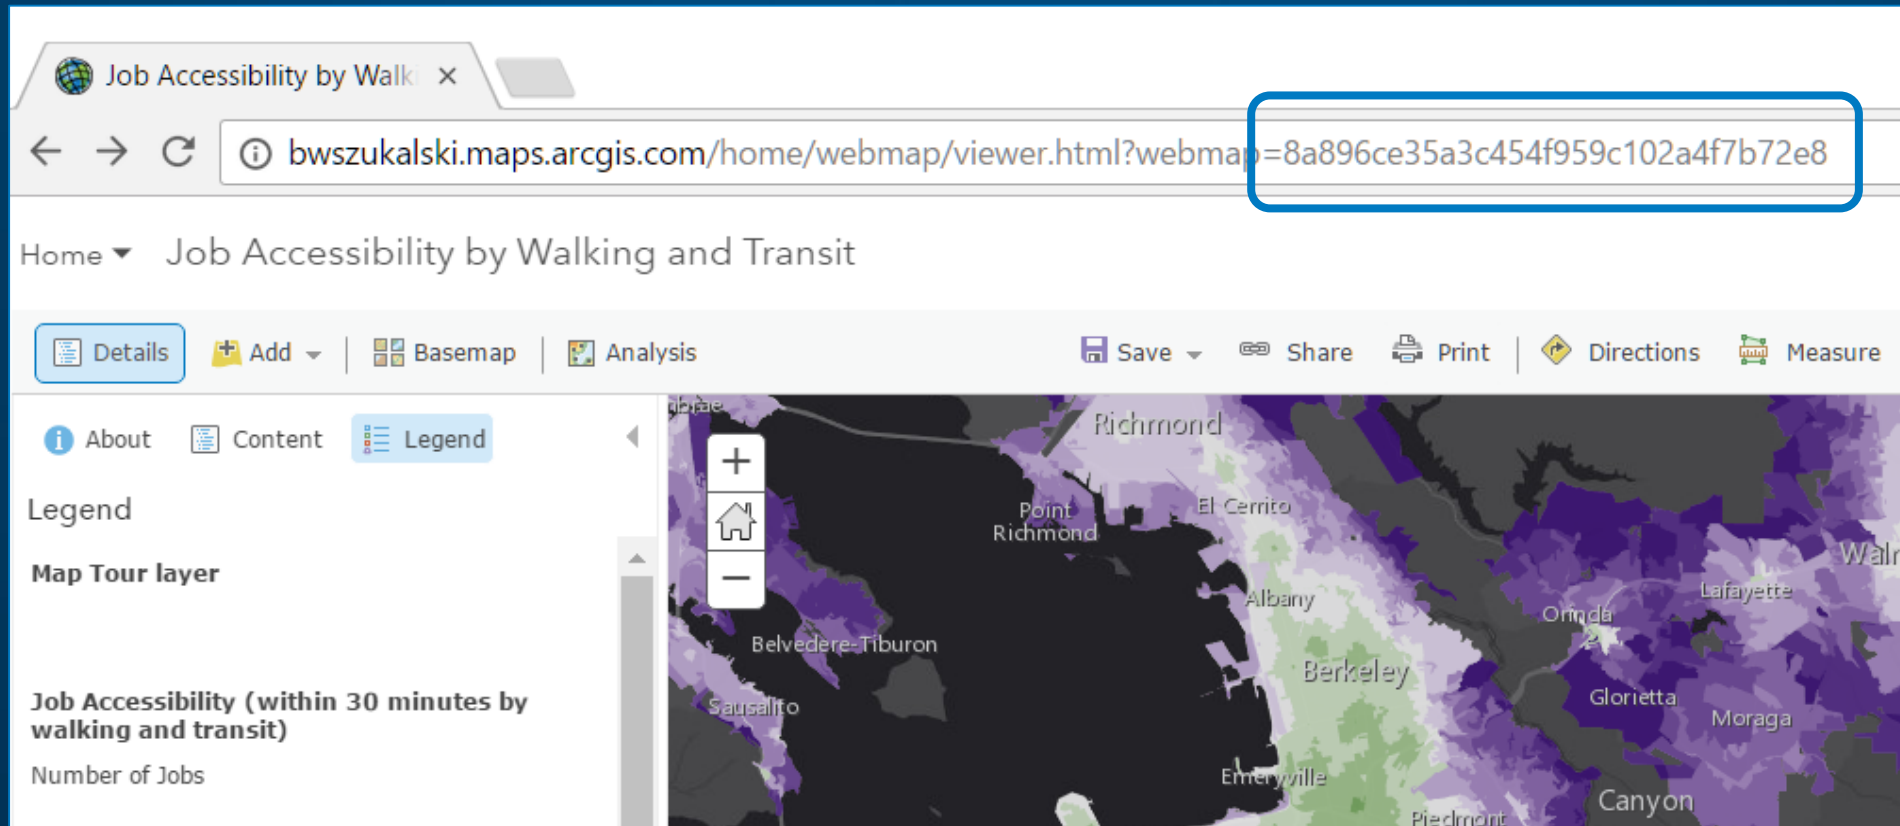 Job Accessibility by Walk
bwszukalski.maps.arcgis.com/home/webmap/viewer.html?webmap=8a896ce35a3c454f959c102a4f7b72e8
Home Job Accessibility by Walking and Transit
Details Add Basemap Analysis Save Share Print Directions Measure
About Content Legend
Legend
Map Tour layer
Job Accessibility (within 30 minutes by
walking and transit)
Number of Jobs
Richmond
El Cerrito
Point
Richmond
Albany
Lafayette
Orinda
Belvedere-Tiburon
Berkeley
Glorietta
Sausalito
Moraga
Emeryville
Canyon
Piedmont